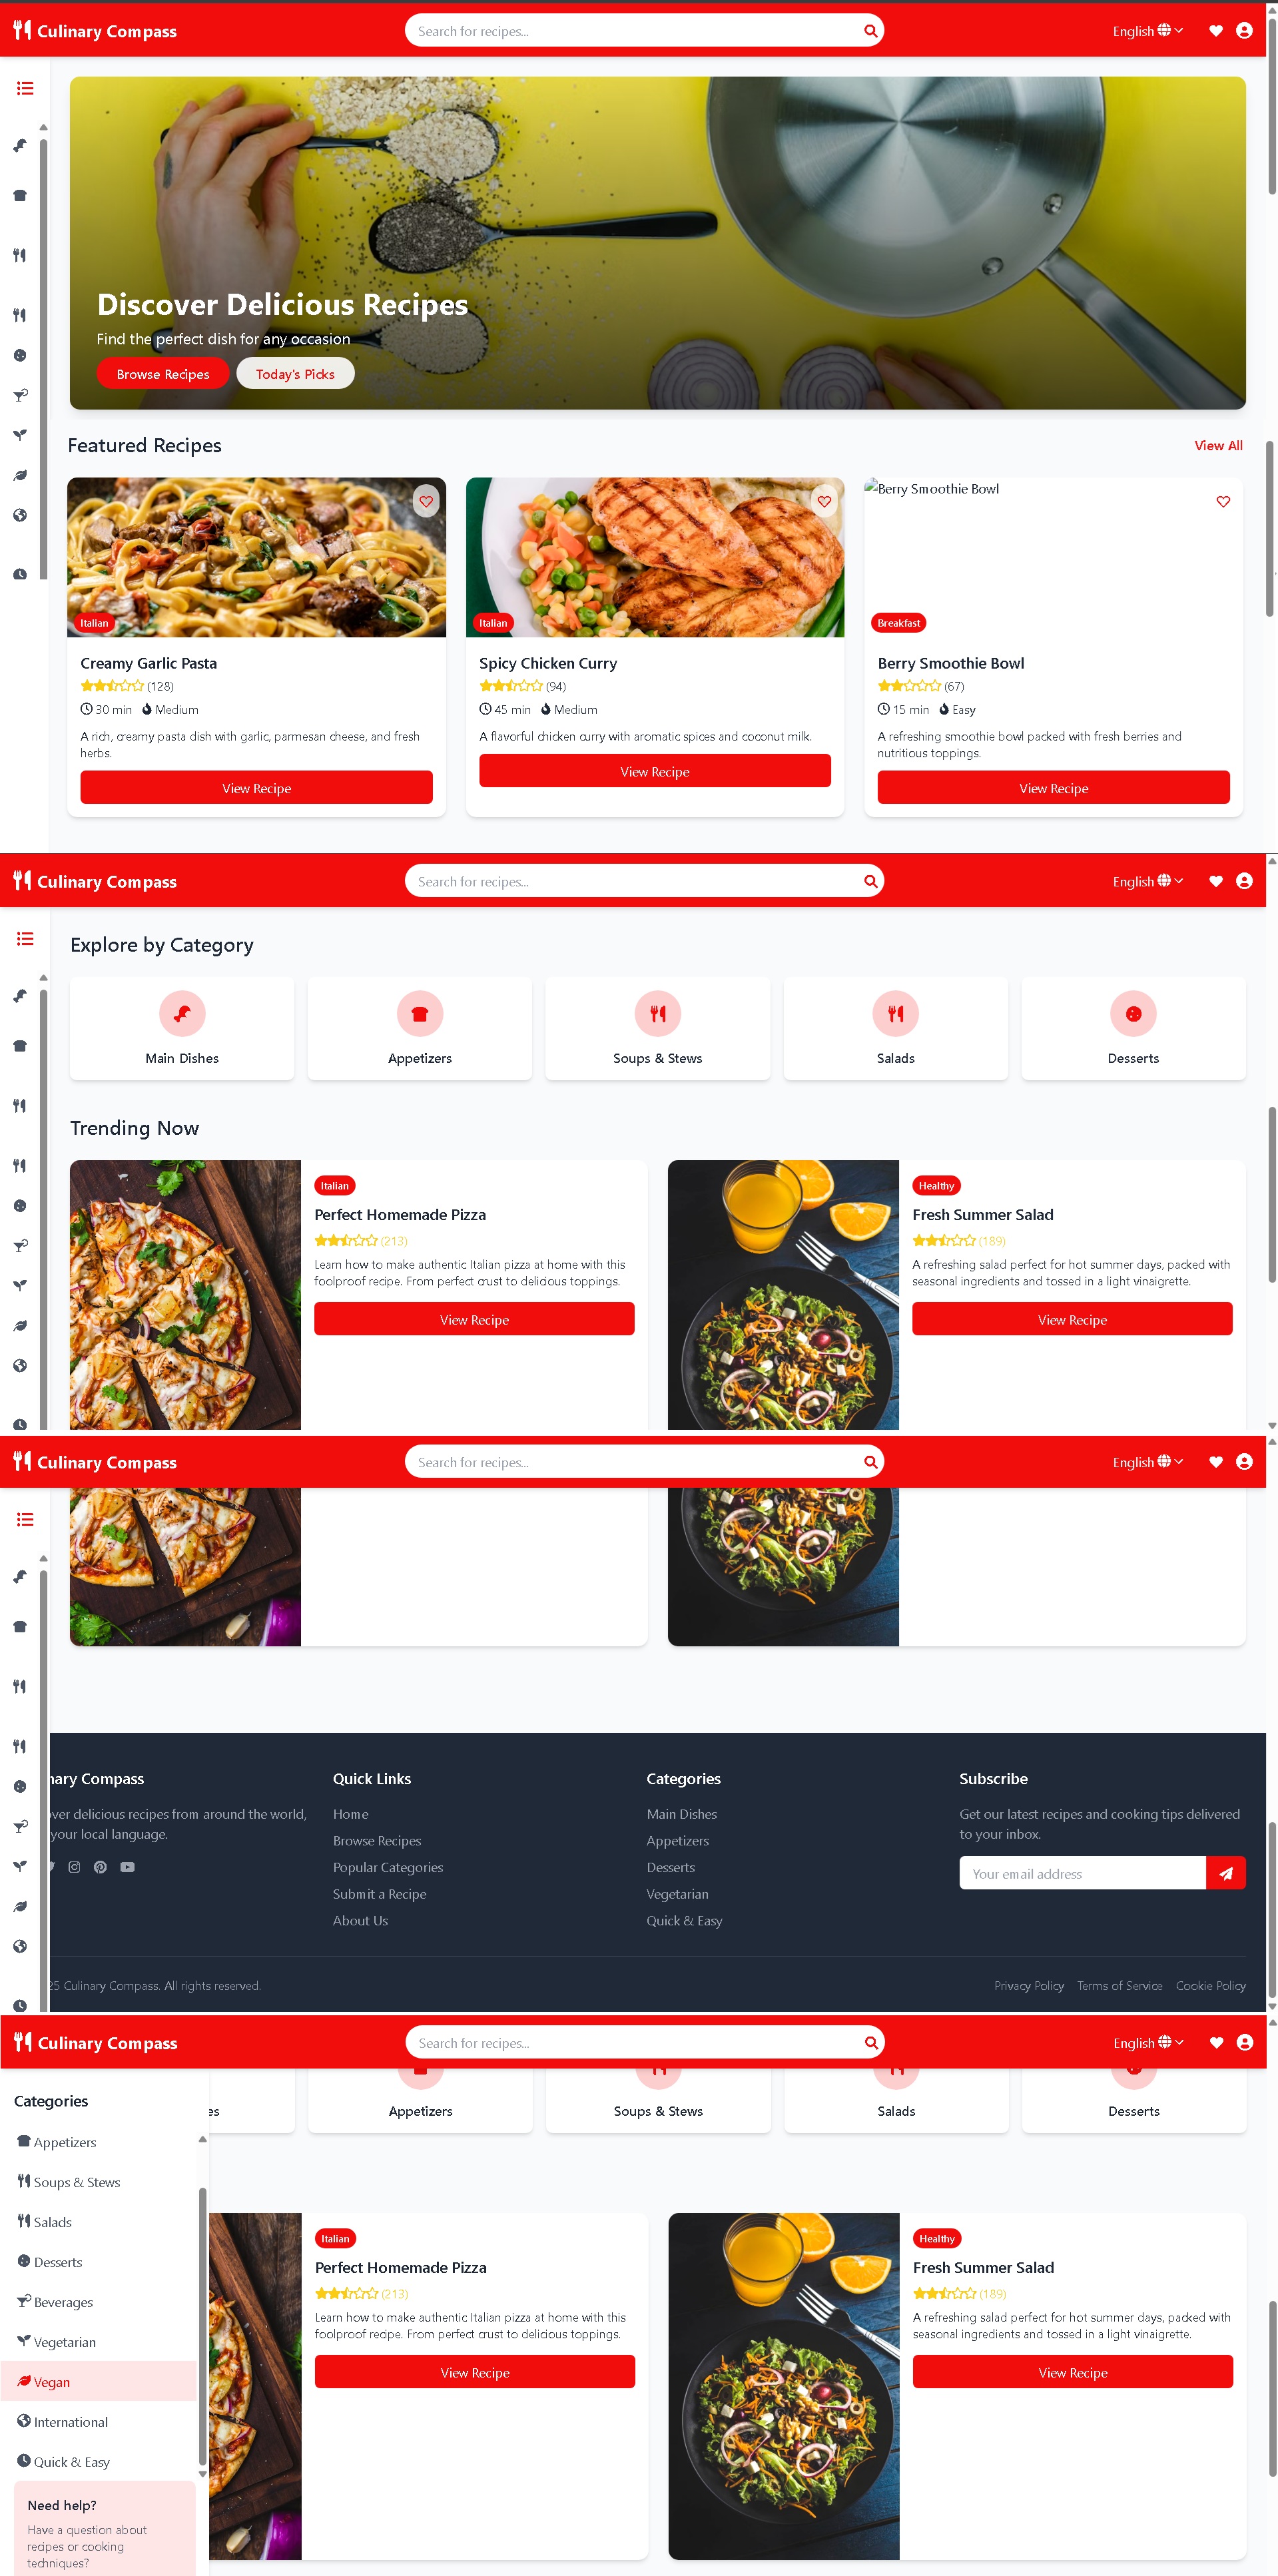 Culinary Compass
Search for recipes...
English
Discover Delicious Recipes
Find the perfect dish for any occasion
Browse Recipes
Today's Picks
Featured Recipes
View All
Italian
Creamy Garlic Pasta
(128)
30 min
Medium
A rich, creamy pasta dish with garlic, parmesan cheese, and fresh
herbs.
View Recipe
Italian
Spicy Chicken Curry
(94)
45 min
Medium
A flavorful chicken curry with aromatic spices and coconut milk.
View Recipe
Berry Smoothie Bowl
Breakfast
Berry Smoothie Bowl
(67)
15 min
Easy
A refreshing smoothie bowl packed with fresh berries and
nutritious toppings.
View Recipe
Culinary Compass
Search for recipes...
English
Explore by Category
Main Dishes
Appetizers
Soups & Stews
Salads
Desserts
Trending Now
Italian
Perfect Homemade Pizza
(213)
Learn how to make authentic Italian pizza at home with this
foolproof recipe. From perfect crust to delicious toppings.
View Recipe
Healthy
Fresh Summer Salad
(189)
A refreshing salad perfect for hot summer days, packed with
seasonal ingredients and tossed in a light vinaigrette.
View Recipe
Culinary Compass
Search for recipes...
English
nary Compass
ver delicious recipes from around the world,
your local language.
Quick Links
Home
Browse Recipes
Popular Categories
Submit a Recipe
About Us
Categories
Main Dishes
Appetizers
Desserts
Vegetarian
Quick & Easy
Subscribe
Get our latest recipes and cooking tips delivered
to your inbox.
Your email address
25 Culinary Compass. All rights reserved.
Privacy Policy
Terms of Service
Cookie Policy
Culinary Compass
Search for recipes...
English
Categories
Appetizers
Soups & Stews
Salads
Desserts
Beverages
Vegetarian
Vegan
International
Quick & Easy
Need help?
Have a question about
recipes or cooking
techniques?
es
Appetizers
Soups & Stews
Salads
Desserts
Italian
Perfect Homemade Pizza
(213)
Learn how to make authentic Italian pizza at home with this
foolproof recipe. From perfect crust to delicious toppings.
View Recipe
Healthy
Fresh Summer Salad
(189)
A refreshing salad perfect for hot summer days, packed with
seasonal ingredients and tossed in a light vinaigrette.
View Recipe